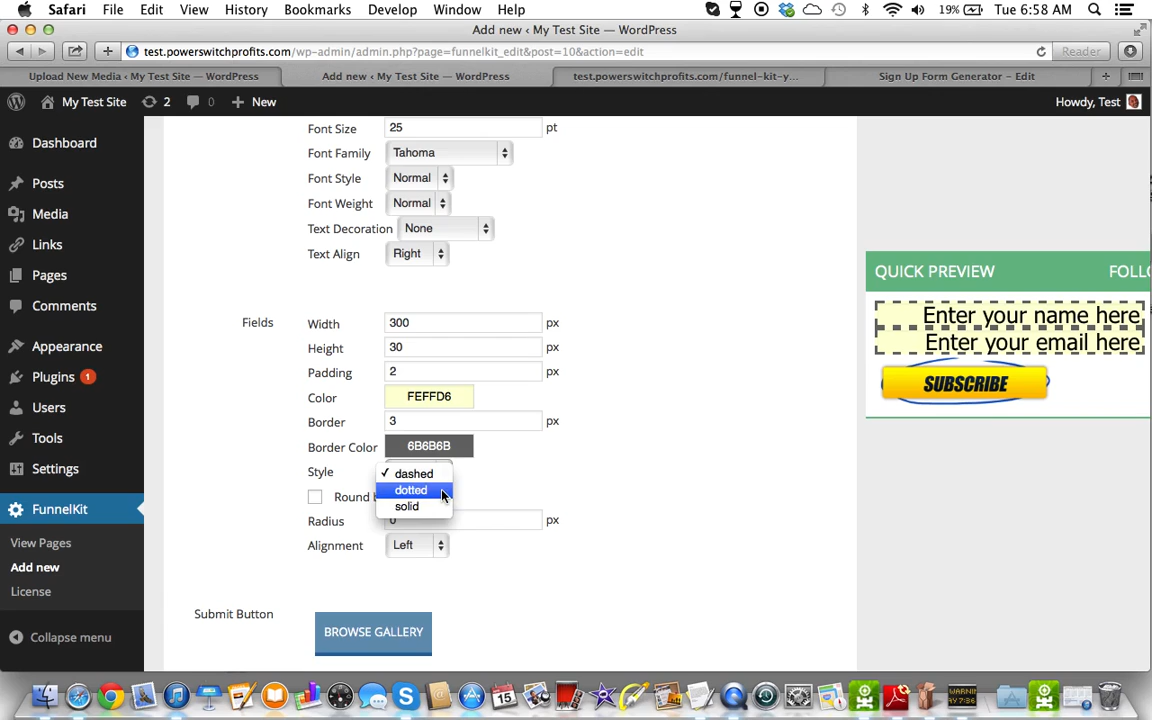 Safari File Edit View History Bookmarks Develop Window Help 19% Tue 6:58 AM
Add new ‹ My Test Site — WordPress
test.powerswitchprofits.com/wp-admin/admin.php?page=funnelkit_edit&post=10&action=edit Reader
Upload New Media ‹ My Test Site — WordPress Add new ‹ My Test Site — WordPress test.powerswitchprofits.com/funnel-kit-y... Sign Up Form Generator – Edit
My Test Site 2 0 + New Howdy, Test
Dashboard
Posts
Media
Links
Pages
Comments
Appearance
Plugins 1
Users
Tools
Settings
FunnelKit
View Pages
Add new
License
Collapse menu
Font Size 25 pt
Font Family Tahoma
Font Style Normal
Font Weight Normal
Text Decoration None
Text Align Right
Fields Width 300 px
Height 30 px
Padding 2 px
Color FEFFD6
Border 3 px
Border Color 6B6B6B
Style ✓ dashed
dotted
solid
Round
Radius 0 px
Alignment Left
Submit Button BROWSE GALLERY
QUICK PREVIEW
Enter your name here
Enter your email here
SUBSCRIBE